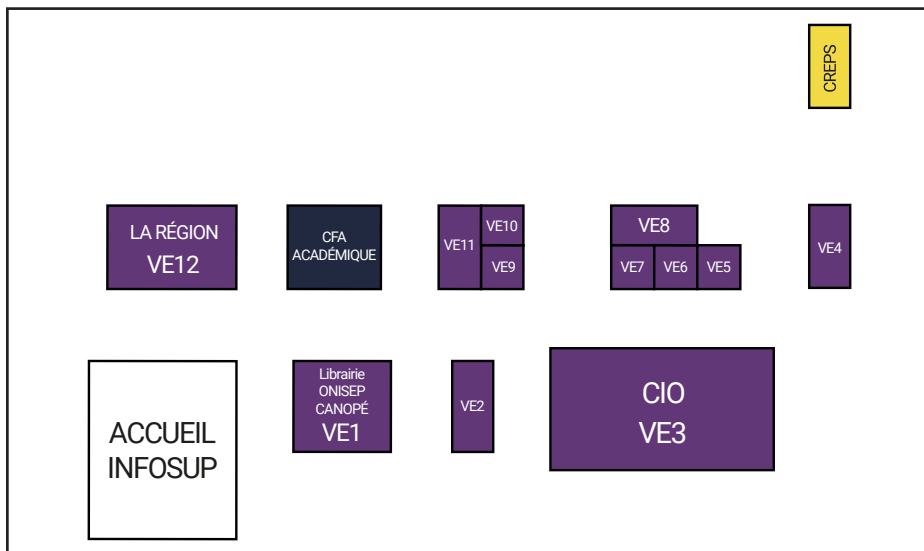 CREPS
LA RÉGION
VE12
CFA
ACADÉMIQUE
VE11
VE10
VE9
VE8
VE7
VE6
VE5
VE4
ACCUEIL
INFOSUP
Librairie
ONISEP
CANOPÉ
VE1
VE2
CIO
VE3